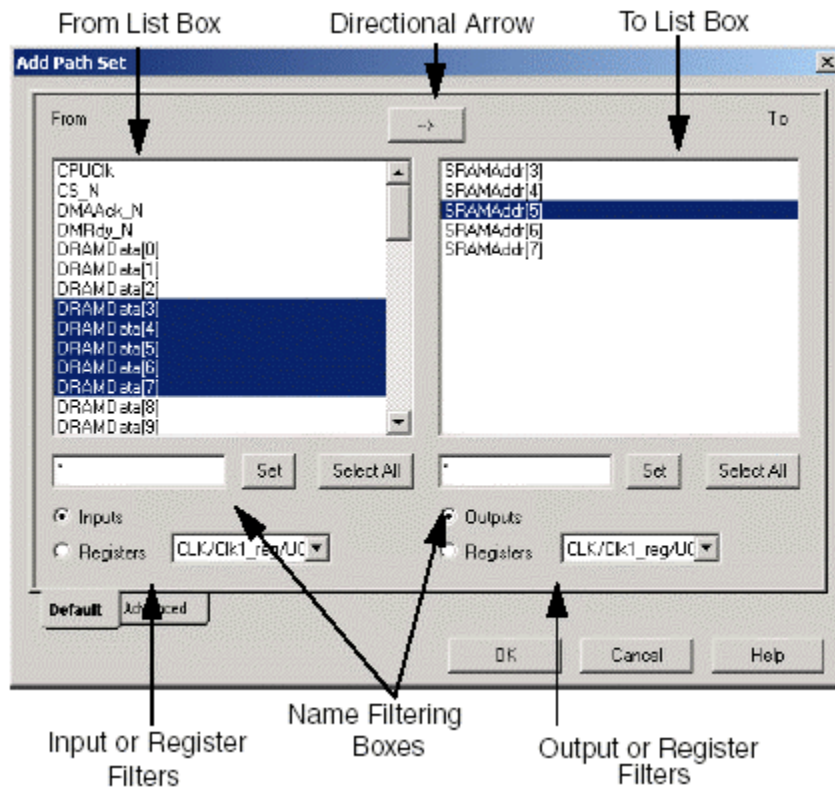 From List Box
Directional Arrow
To List Box
Add Path Set
From
-->
To
CPUClk
CS_N
DMAAck_N
DMRdy_N
DRAMData[0]
DRAMData[1]
DRAMData[2]
DRAMData[3]
DRAMData[4]
DRAMData[5]
DRAMData[6]
DRAMData[7]
DRAMData[8]
DRAMData[9]
SRAMAddr[3]
SRAMAddr[4]
SRAMAddr[5]
SRAMAddr[6]
SRAMAddr[7]
*
Set
Select All
*
Set
Select All
Inputs
Registers
CLK/Clk1_reg/U0
Outputs
Registers
CLK/Clk1_reg/U0
Default
Advanced
OK
Cancel
Help
Input or Register
Filters
Name Filtering
Boxes
Output or Register
Filters